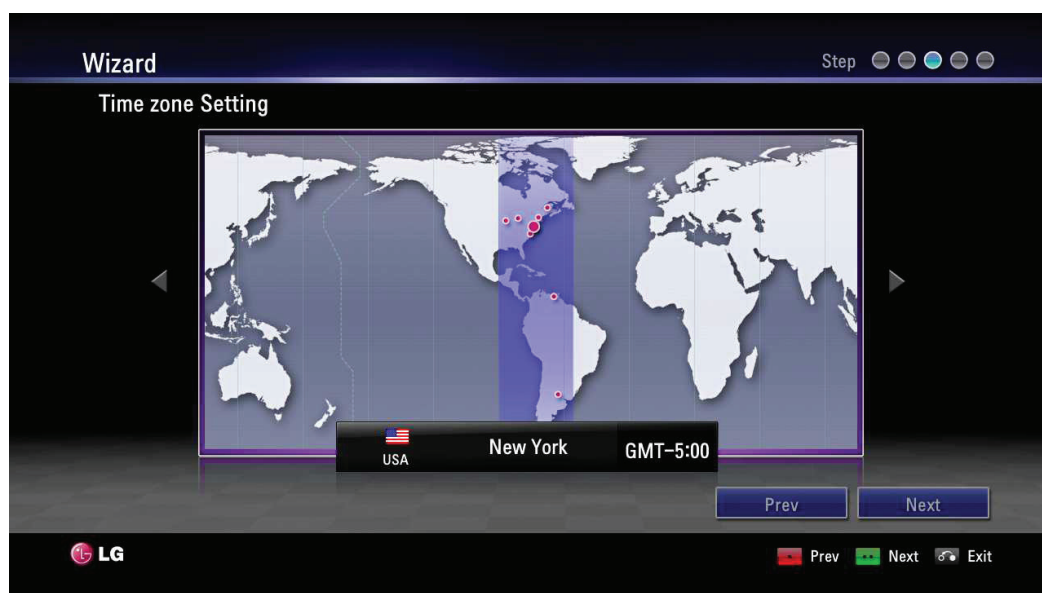 Wizard
Step
Time zone Setting
USA
New York
GMT-5:00
Prev
Next
LG
Prev
Next
Exit